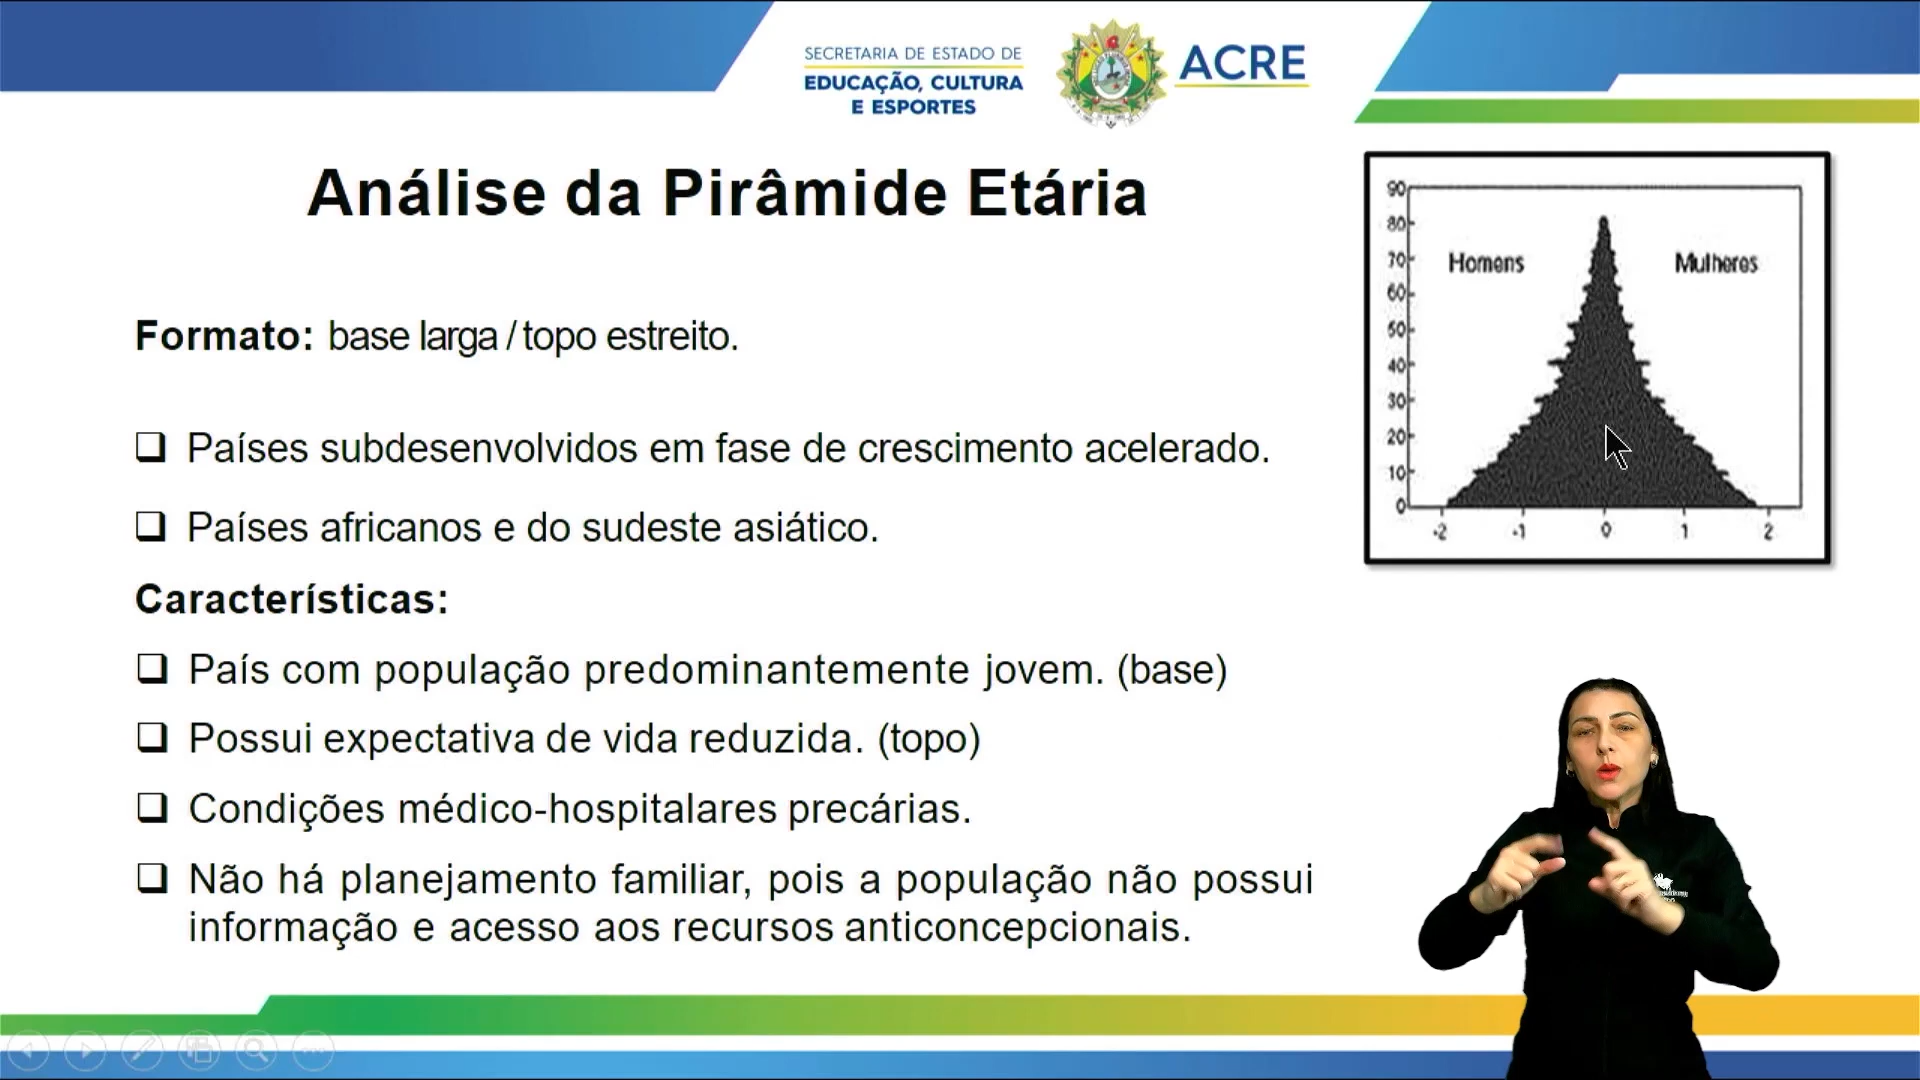 SECRETARIA DE ESTADO DE
EDUCAÇÃO, CULTURA
E ESPORTES
ACRE
Análise da Pirâmide Etária
Formato: base larga / topo estreito.
❑ Países subdesenvolvidos em fase de crescimento acelerado.
❑ Países africanos e do sudeste asiático.
Características:
❑ País com população predominantemente jovem. (base)
❑ Possui expectativa de vida reduzida. (topo)
❑ Condições médico-hospitalares precárias.
❑ Não há planejamento familiar, pois a população não possui
informação e acesso aos recursos anticoncepcionais.
90
80
70
60
50
40
30
20
10
0
Homens
Mulheres
-2 -1 0 1 2